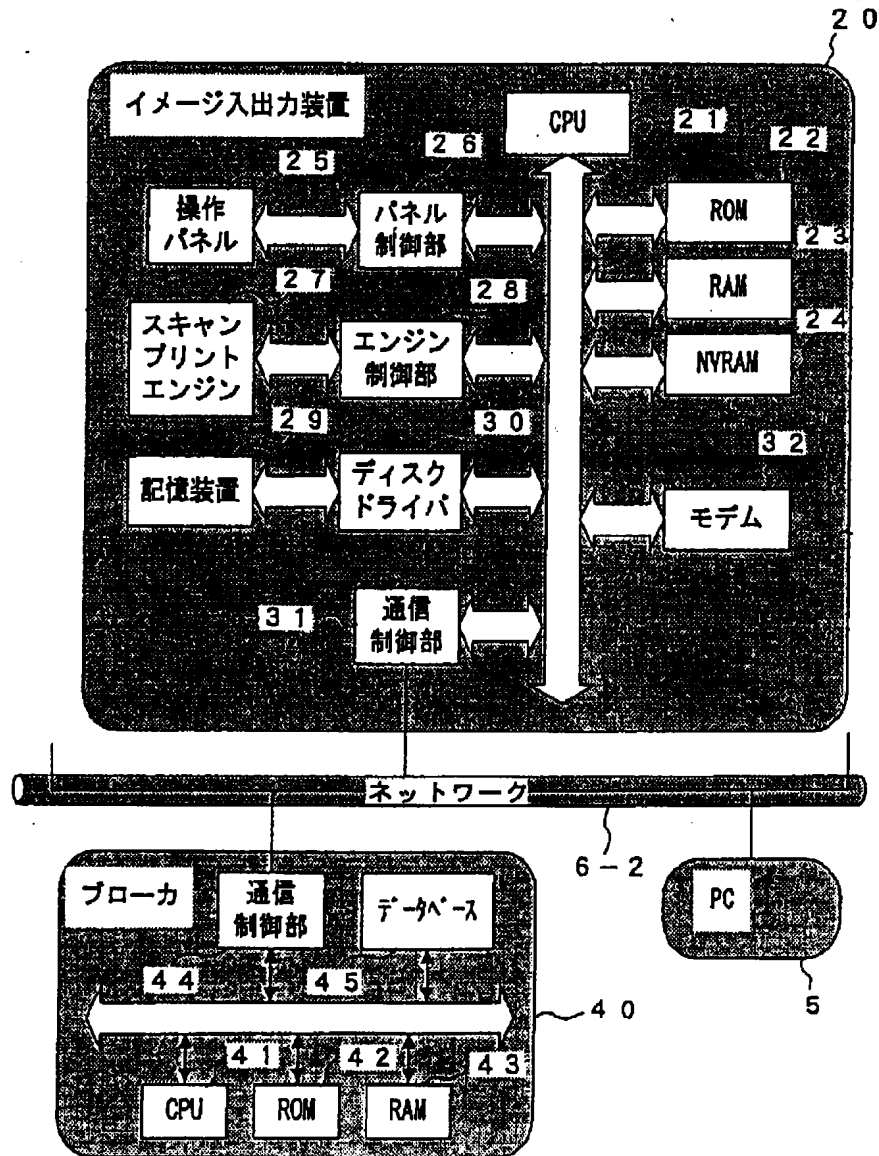 ２０
イメージ入出力装置
CPU
２１
２２
２５
２６
操作
パネル
パネル
制御部
ROM
２３
２７
２８
RAM
２４
スキャン
プリント
エンジン
エンジン
制御部
NVRAM
２９
３０
３２
記憶装置
ディスク
ドライバ
モデム
３１
通信
制御部
ネットワーク
６－２
ブローカ
通信
制御部
ﾃﾞｰﾀﾍﾞｰｽ
PC
５
４４
４５
４０
４１
４２
４３
CPU
ROM
RAM